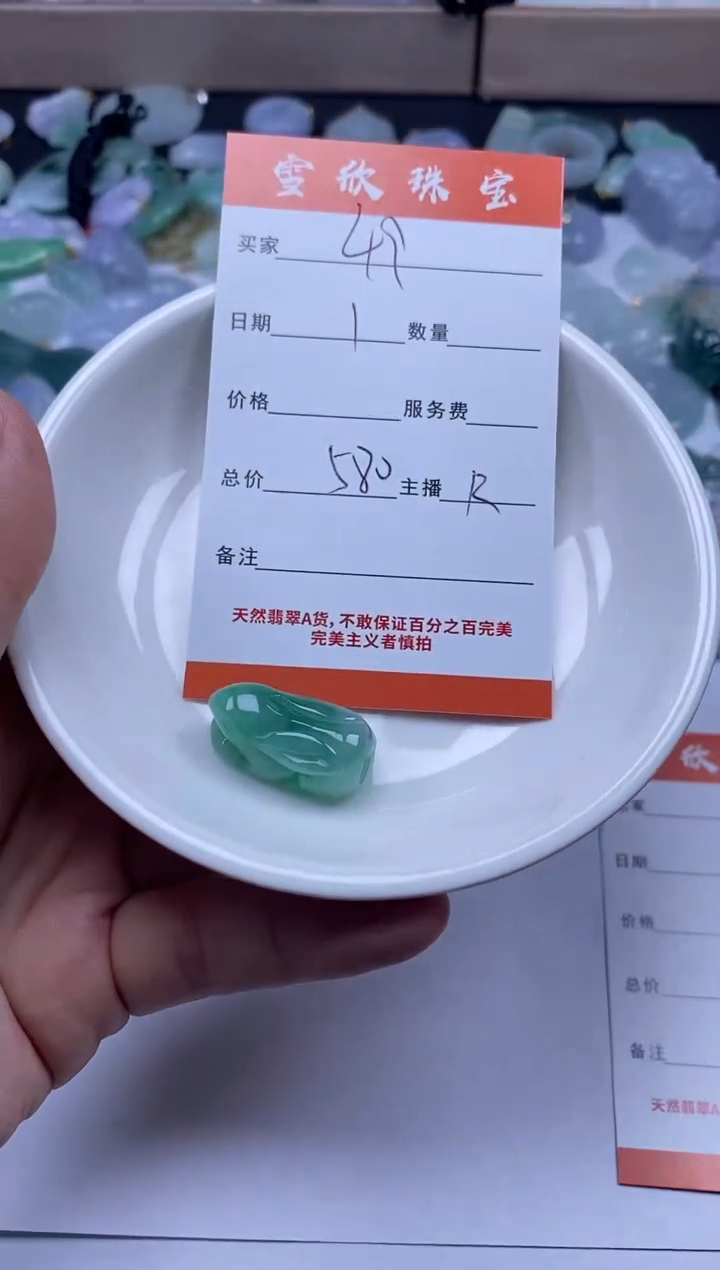 雪欣珠宝
买家 49
日期 1 数量
价格 服务费
总价 580 主播 R
备注
天然翡翠A货,不敢保证百分之百完美
完美主义者慎拍
欣
日期
价格
总价
备注
天然翡翠A